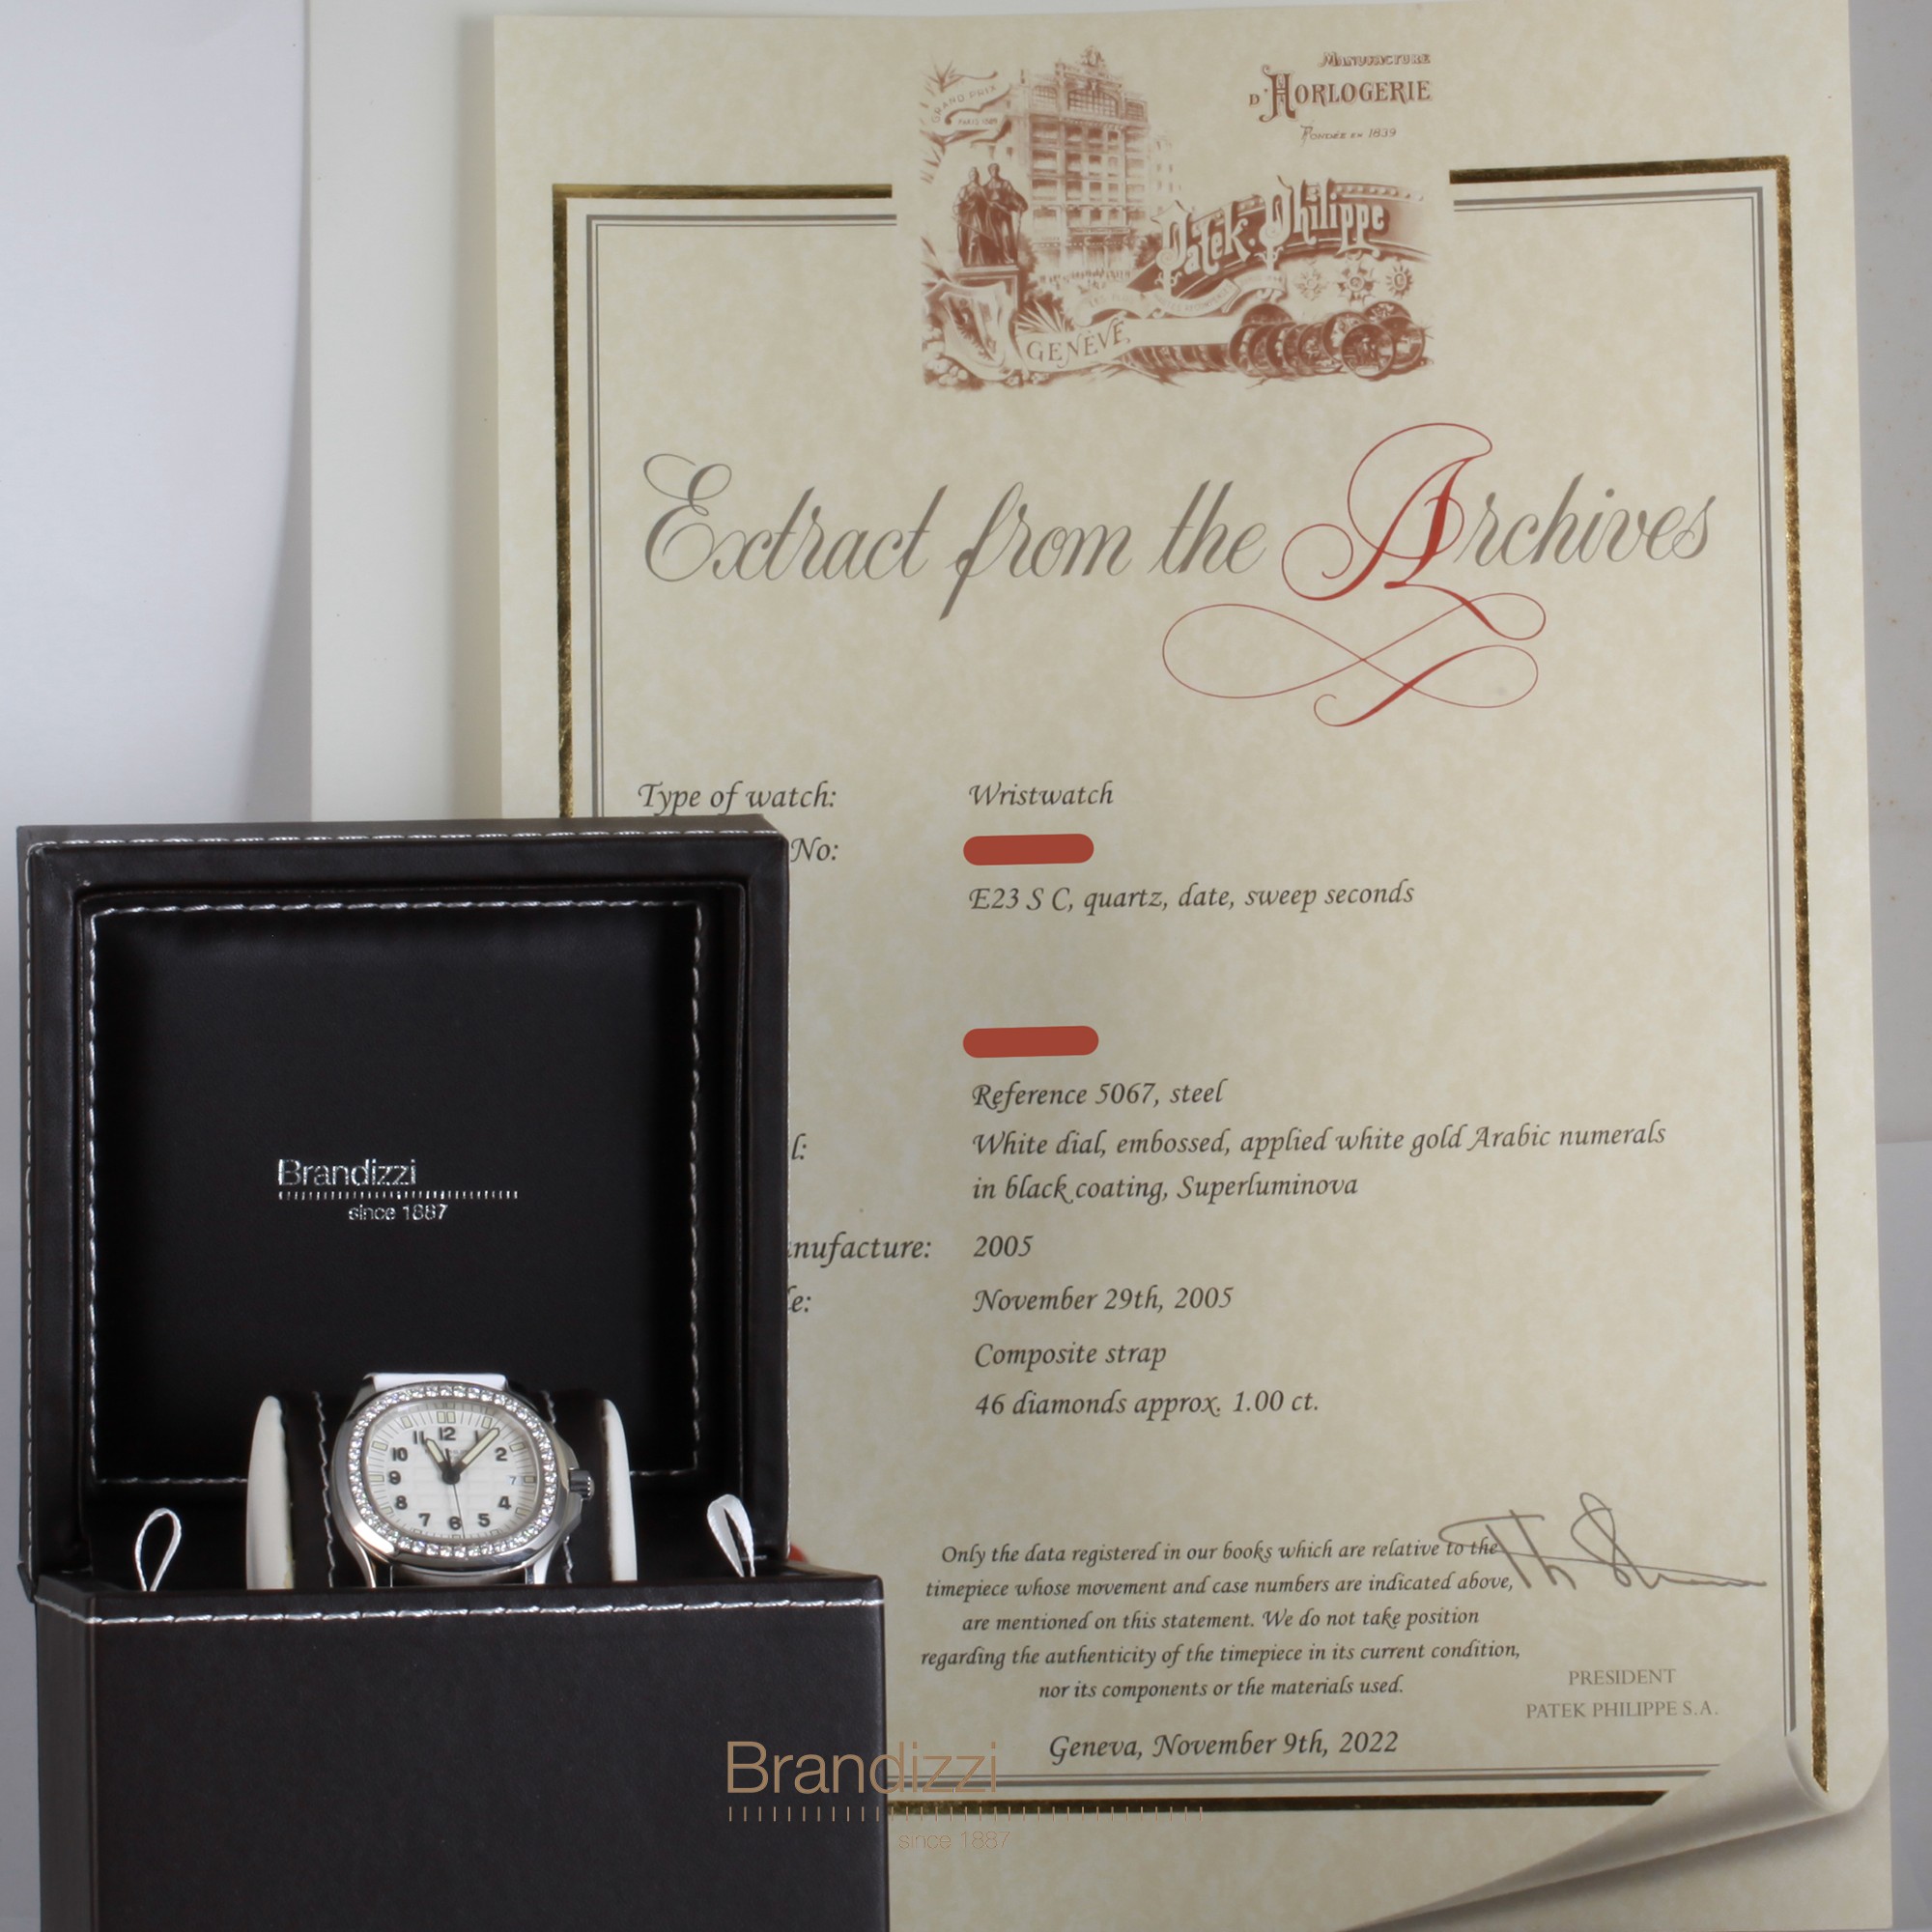 MANUFACTURE
D'HORLOGERIE
FONDÉE EN 1839
GRAND PRIX
PARIS 1889
Patek. Philippe
GENÈVE
Extract from the Archives
Type of watch: Wristwatch
No:
E23 S C, quartz, date, sweep seconds
Reference 5067, steel
l: White dial, embossed, applied white gold Arabic numerals
in black coating, Superluminova
nufacture: 2005
e: November 29th, 2005
Composite strap
46 diamonds approx. 1.00 ct.
Only the data registered in our books which are relative to the
timepiece whose movement and case numbers are indicated above,
are mentioned on this statement. We do not take position
regarding the authenticity of the timepiece in its current condition,
nor its components or the materials used.
PRESIDENT
PATEK PHILIPPE S.A.
Geneva, November 9th, 2022
Brandizzi
since 1887
12
11 1
10 2
9 7
8 4
7 6 5
Brandizzi
since 1887